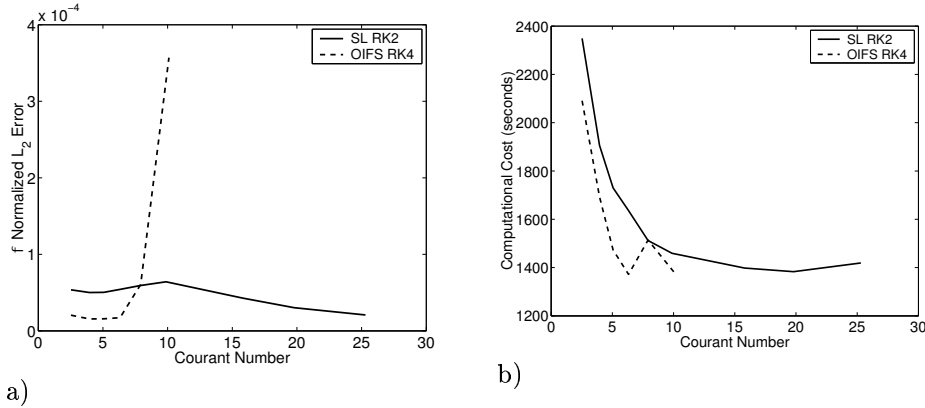 x 10⁻⁴
4
3
2
1
0
0 5 10 15 20 25 30
f Normalized L₂ Error
Courant Number
SL RK2
OIFS RK4
a)
2400
2200
2000
1800
1600
1400
1200
0 5 10 15 20 25 30
Computational Cost (seconds)
Courant Number
SL RK2
OIFS RK4
b)